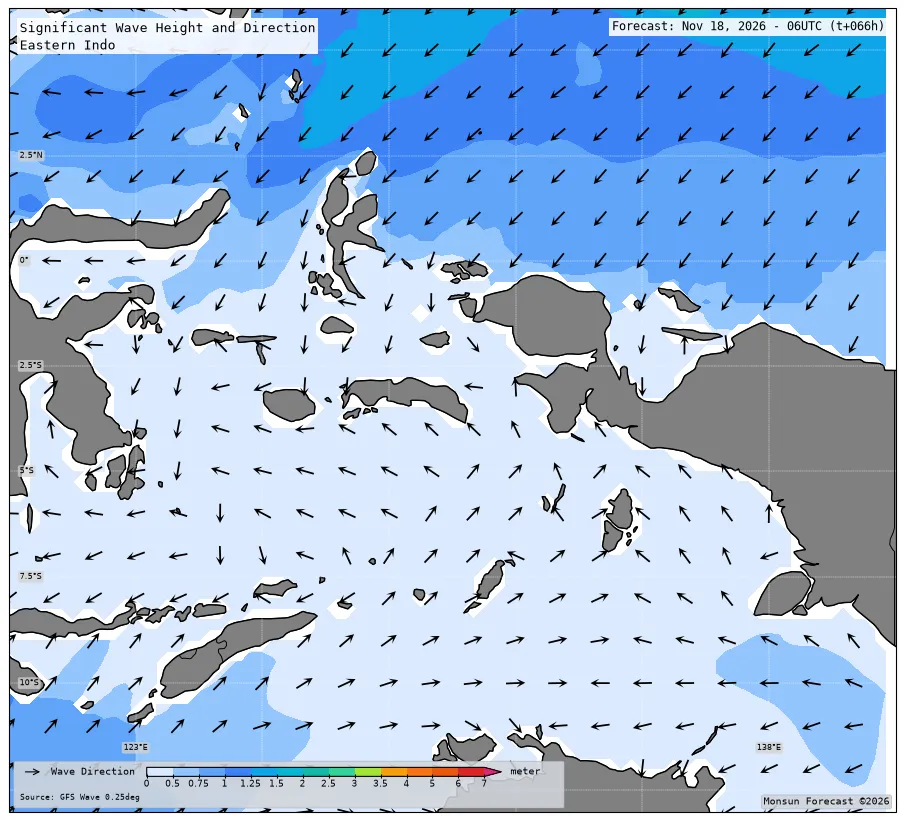 Significant Wave Height and Direction
Eastern Indo
Forecast: Nov 18, 2026 - 06UTC (t+066h)
2.5°N
0°
2.5°S
5°S
7.5°S
10°S
123°E
138°E
Wave Direction
meter
0 0.5 0.75 1 1.25 1.5 2 2.5 3 3.5 4 5 6 7
Source: GFS Wave 0.25deg
Monsun Forecast ©2026